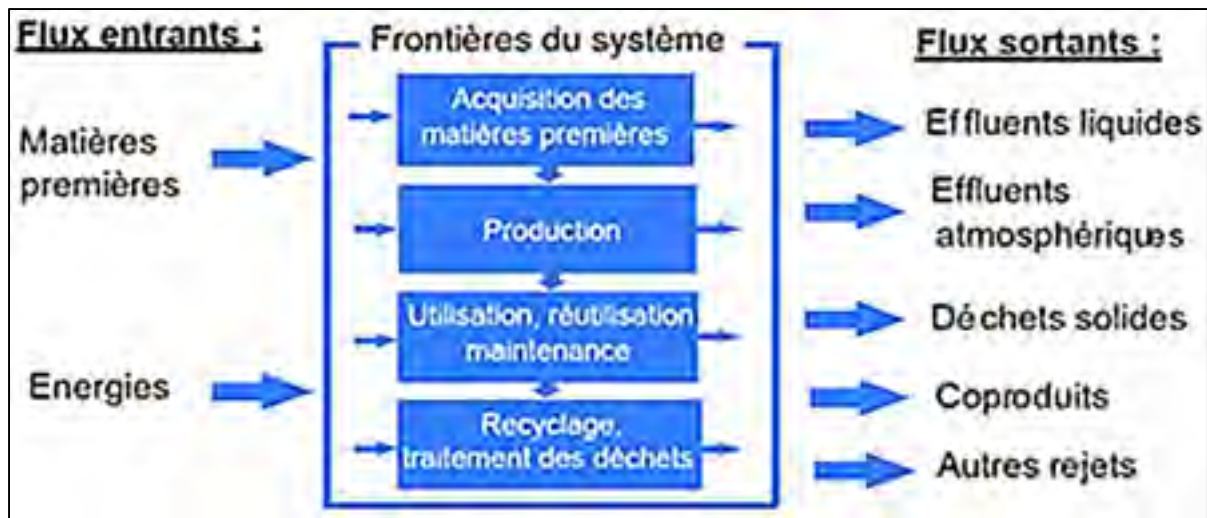 Flux entrants :
Matières
premières
Energies
Frontières du système
Acquisition des
matières premières
Production
Utilisation, réutilisation
maintenance
Recyclage,
traitement des déchets
Flux sortants :
Effluents liquides
Effluents
atmosphériques
Déchets solides
Coproduits
Autres rejets